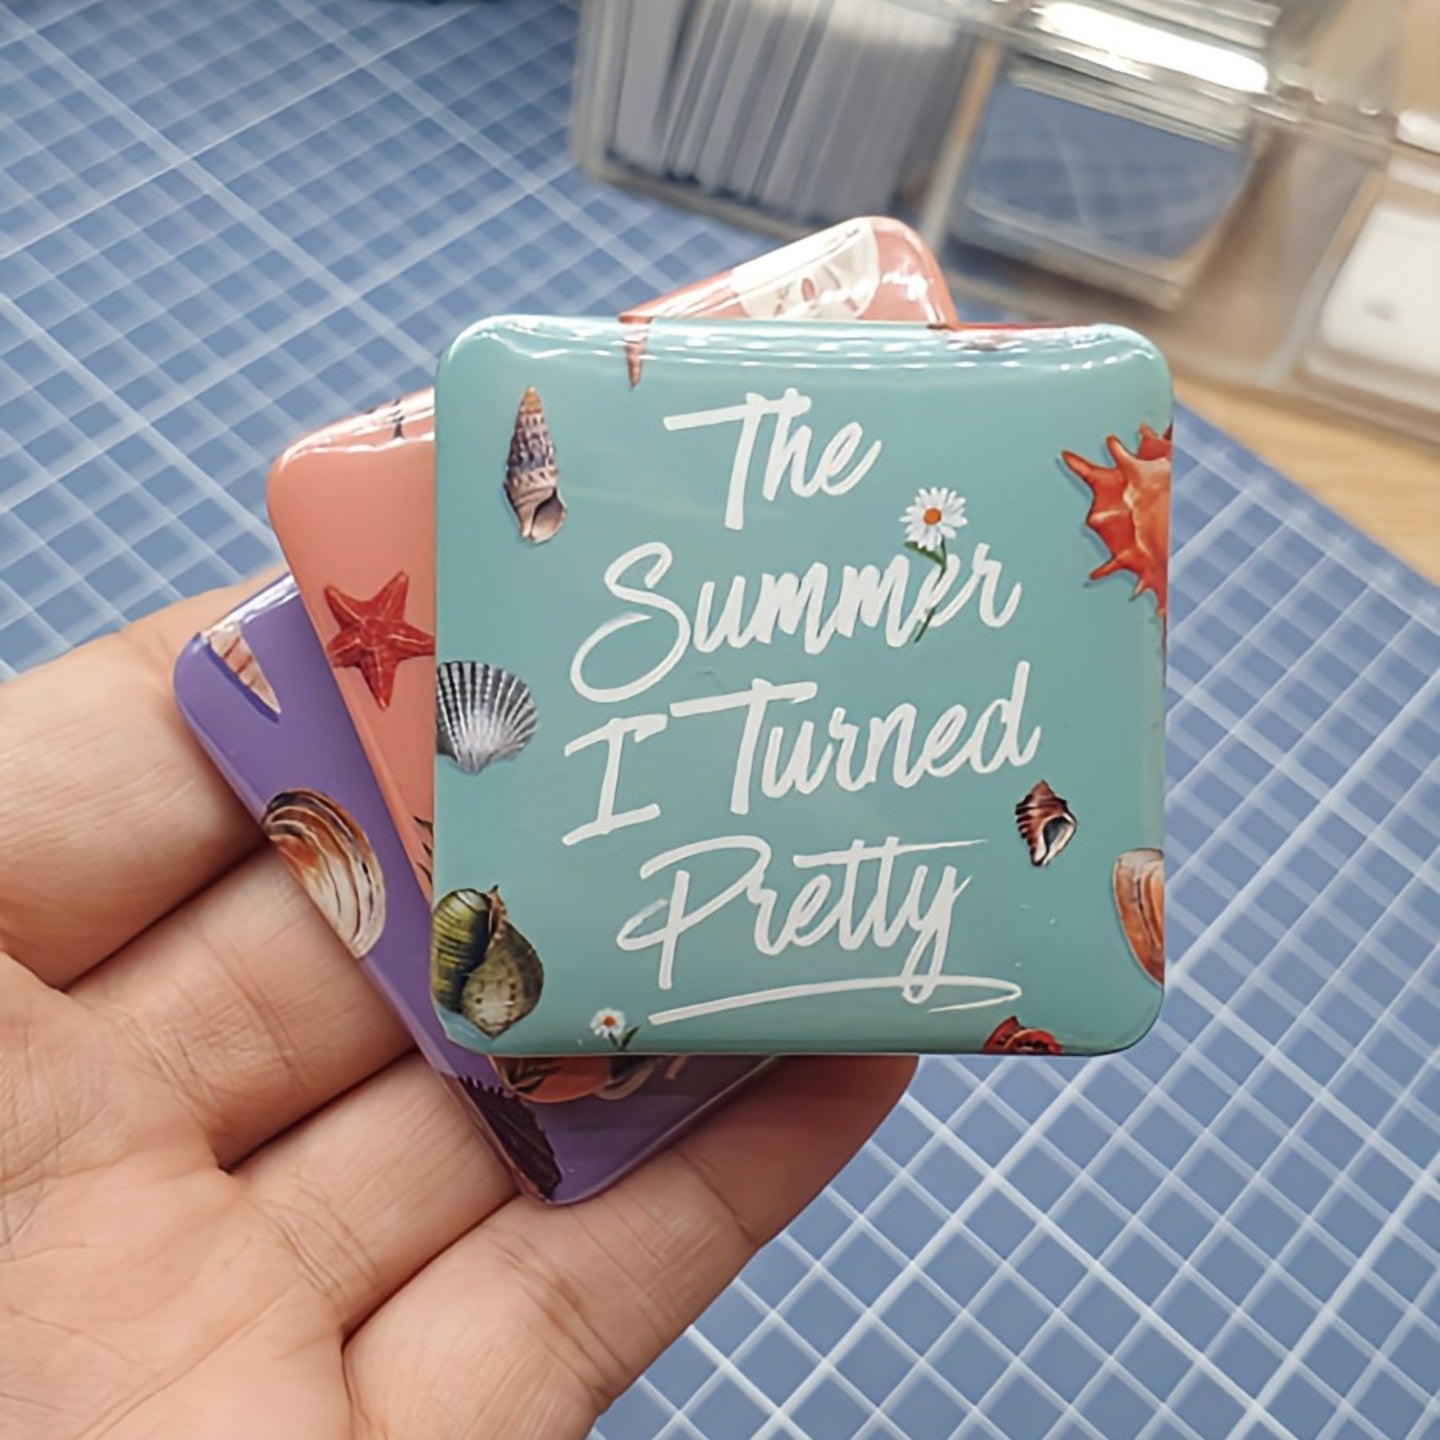 The
Summer
I Turned
Pretty